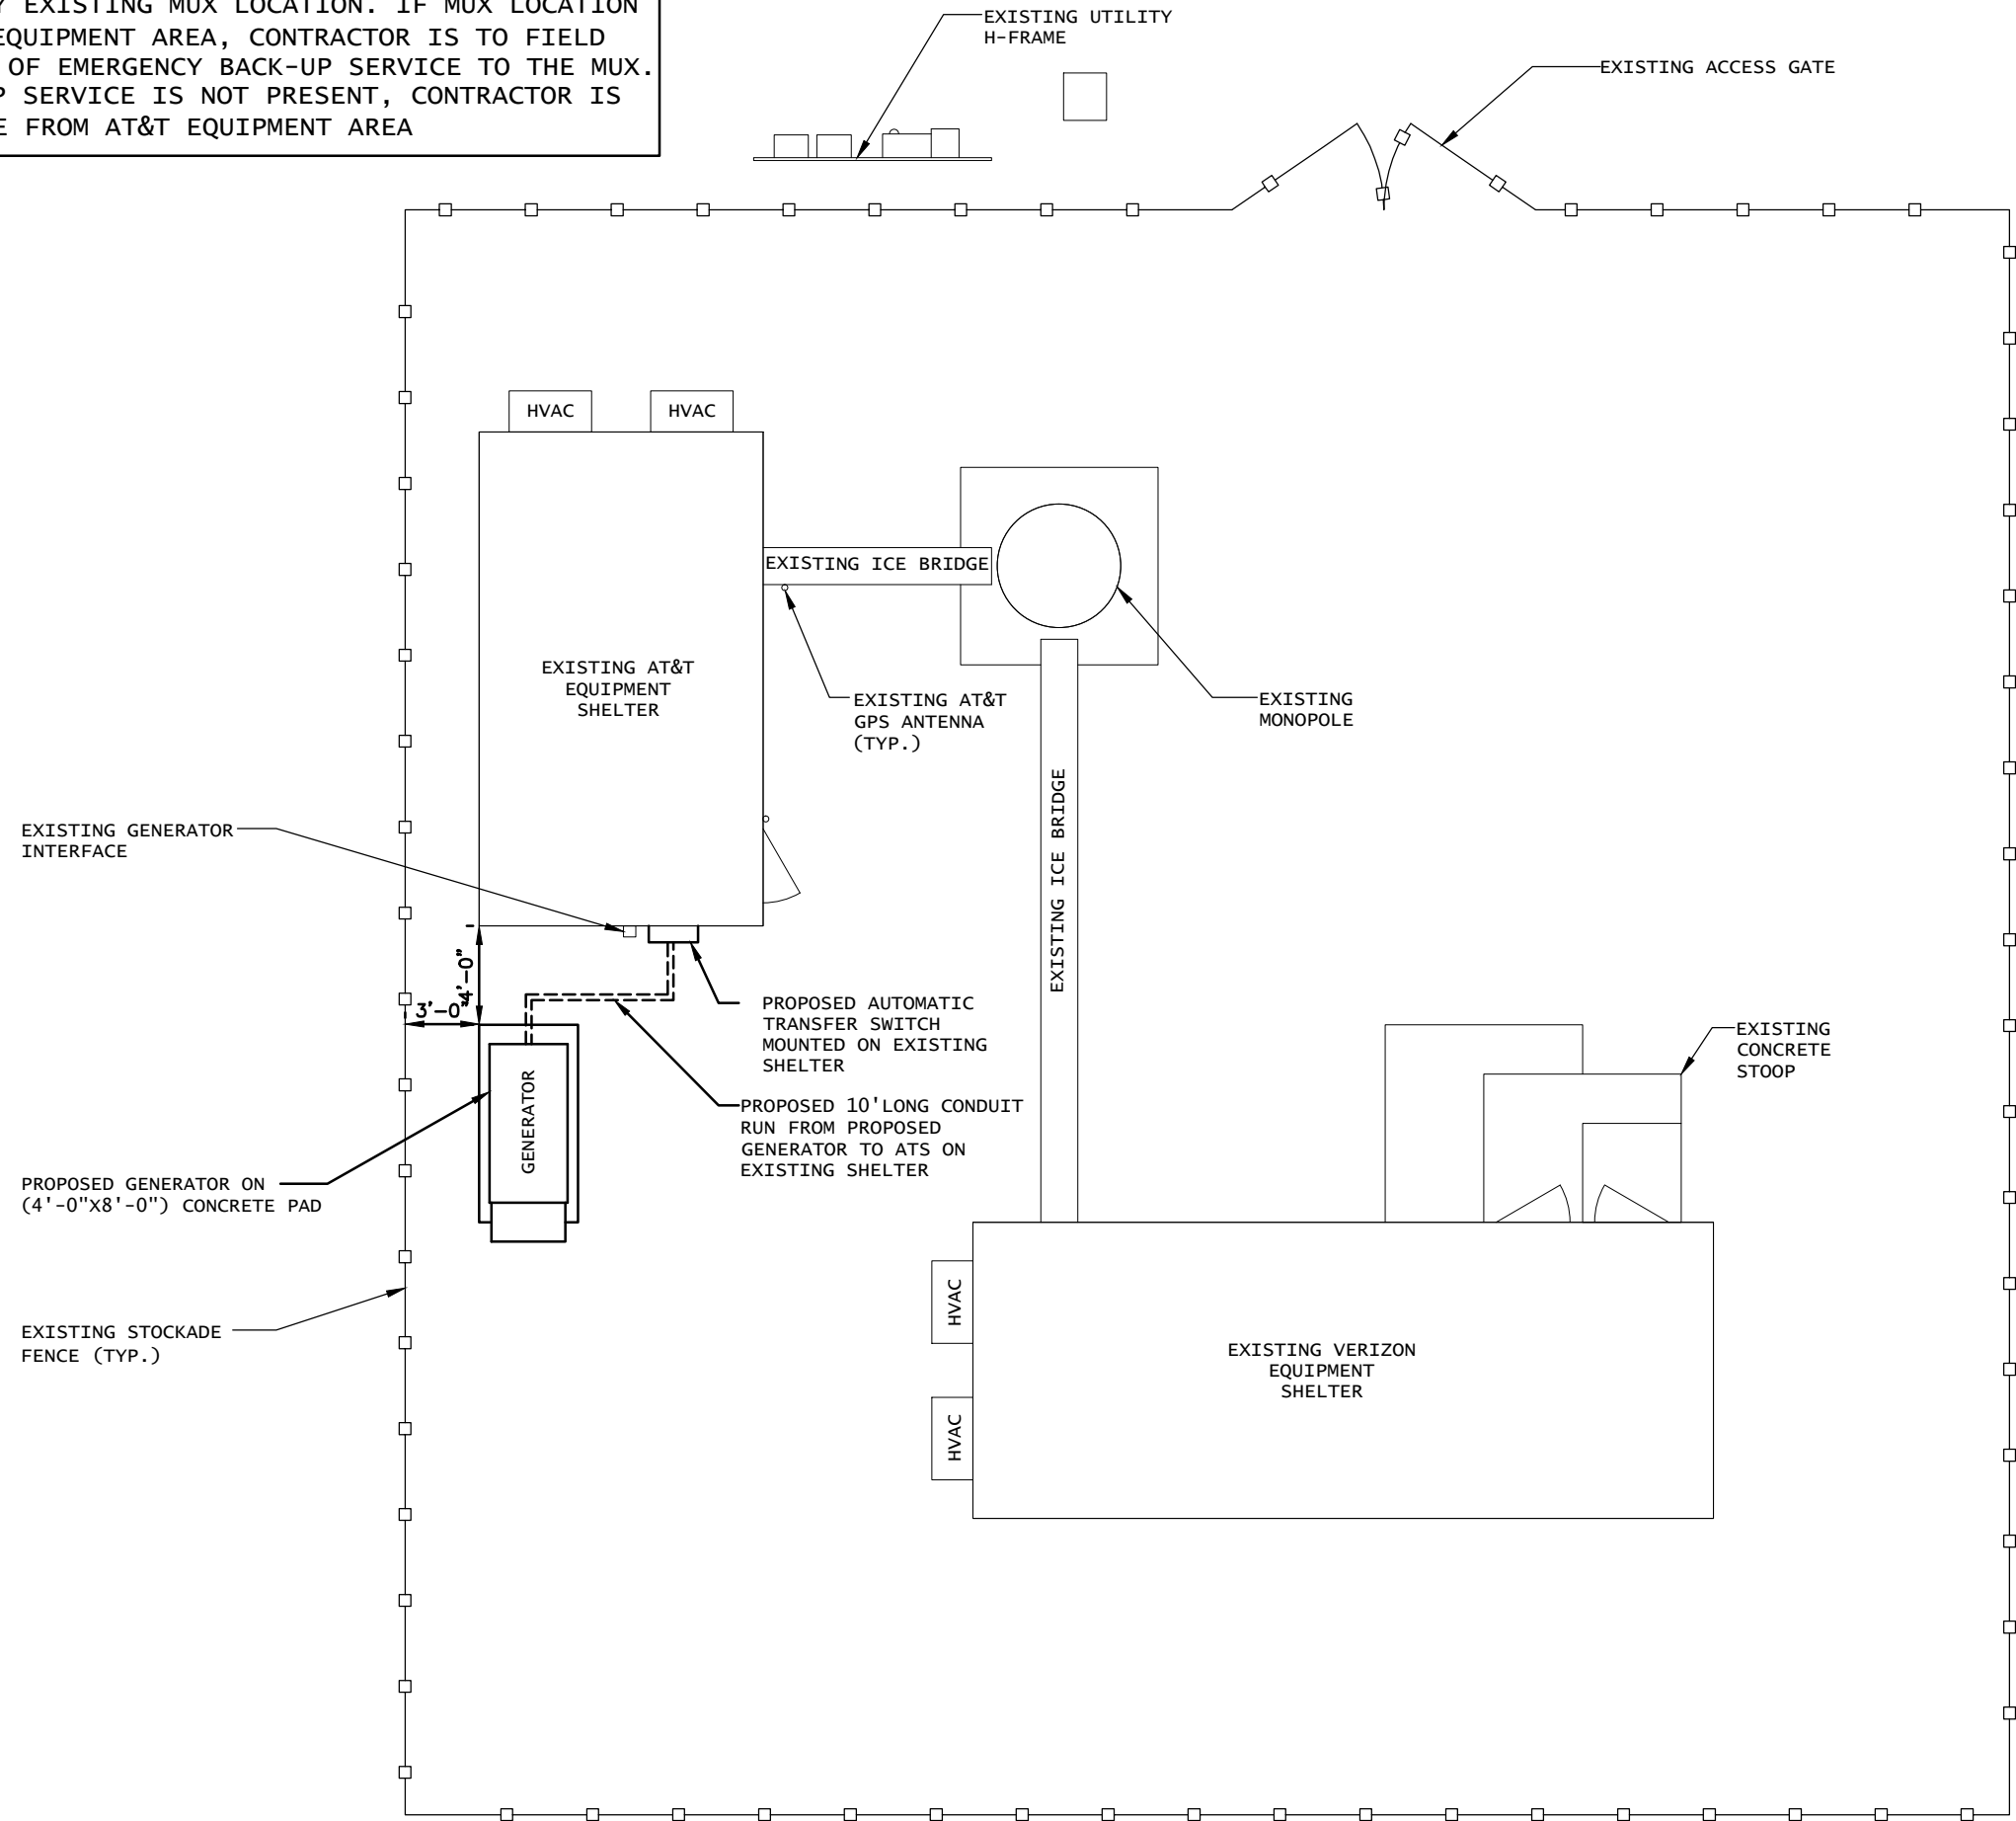 EXISTING MUX LOCATION. IF MUX LOCATION
EQUIPMENT AREA, CONTRACTOR IS TO FIELD
OF EMERGENCY BACK-UP SERVICE TO THE MUX.
SERVICE IS NOT PRESENT, CONTRACTOR IS
FROM AT&T EQUIPMENT AREA
EXISTING UTILITY
H-FRAME
EXISTING ACCESS GATE
HVAC
HVAC
EXISTING ICE BRIDGE
EXISTING AT&T
EQUIPMENT
SHELTER
EXISTING AT&T
GPS ANTENNA
(TYP.)
EXISTING
MONOPOLE
EXISTING ICE BRIDGE
EXISTING GENERATOR
INTERFACE
4'-0"
3'-0"
PROPOSED AUTOMATIC
TRANSFER SWITCH
MOUNTED ON EXISTING
SHELTER
EXISTING
CONCRETE
STOOP
GENERATOR
PROPOSED 10'LONG CONDUIT
RUN FROM PROPOSED
GENERATOR TO ATS ON
EXISTING SHELTER
PROPOSED GENERATOR ON
(4'-0"X8'-0") CONCRETE PAD
HVAC
HVAC
EXISTING STOCKADE
FENCE (TYP.)
EXISTING VERIZON
EQUIPMENT
SHELTER